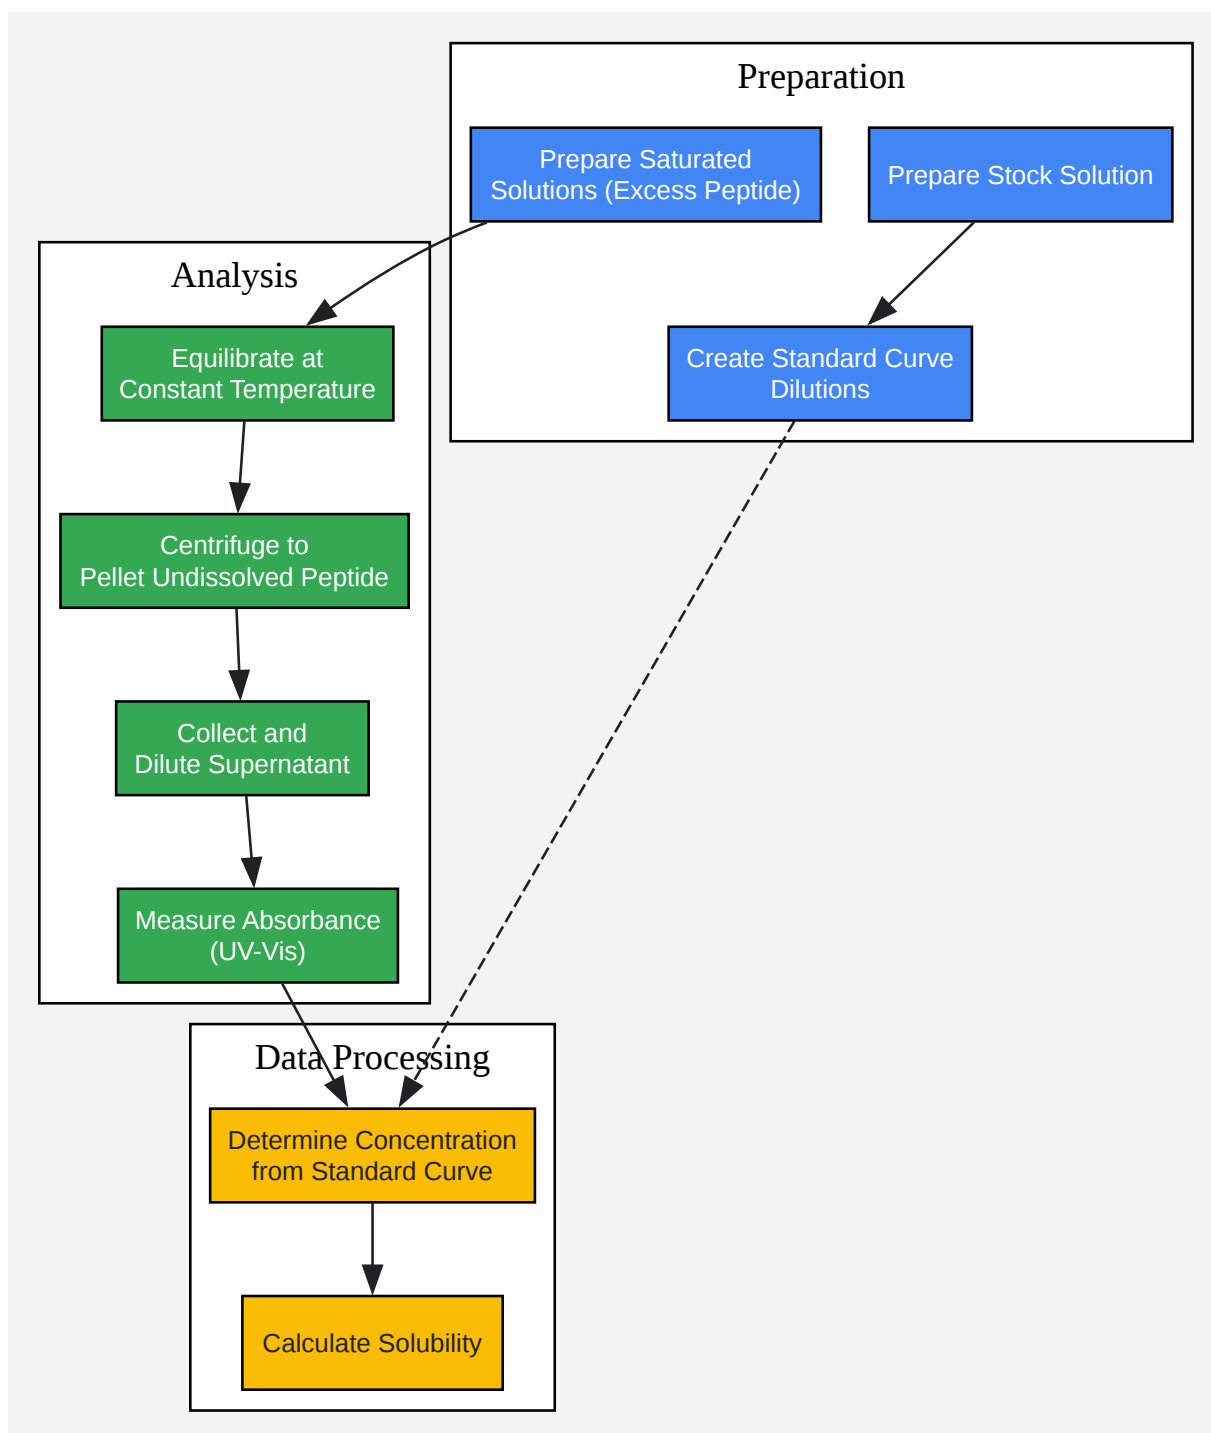 Preparation
Prepare Saturated
Solutions (Excess Peptide)
Prepare Stock Solution
Create Standard Curve
Dilutions
Analysis
Equilibrate at
Constant Temperature
Centrifuge to
Pellet Undissolved Peptide
Collect and
Dilute Supernatant
Measure Absorbance
(UV-Vis)
Data Processing
Determine Concentration
from Standard Curve
Calculate Solubility